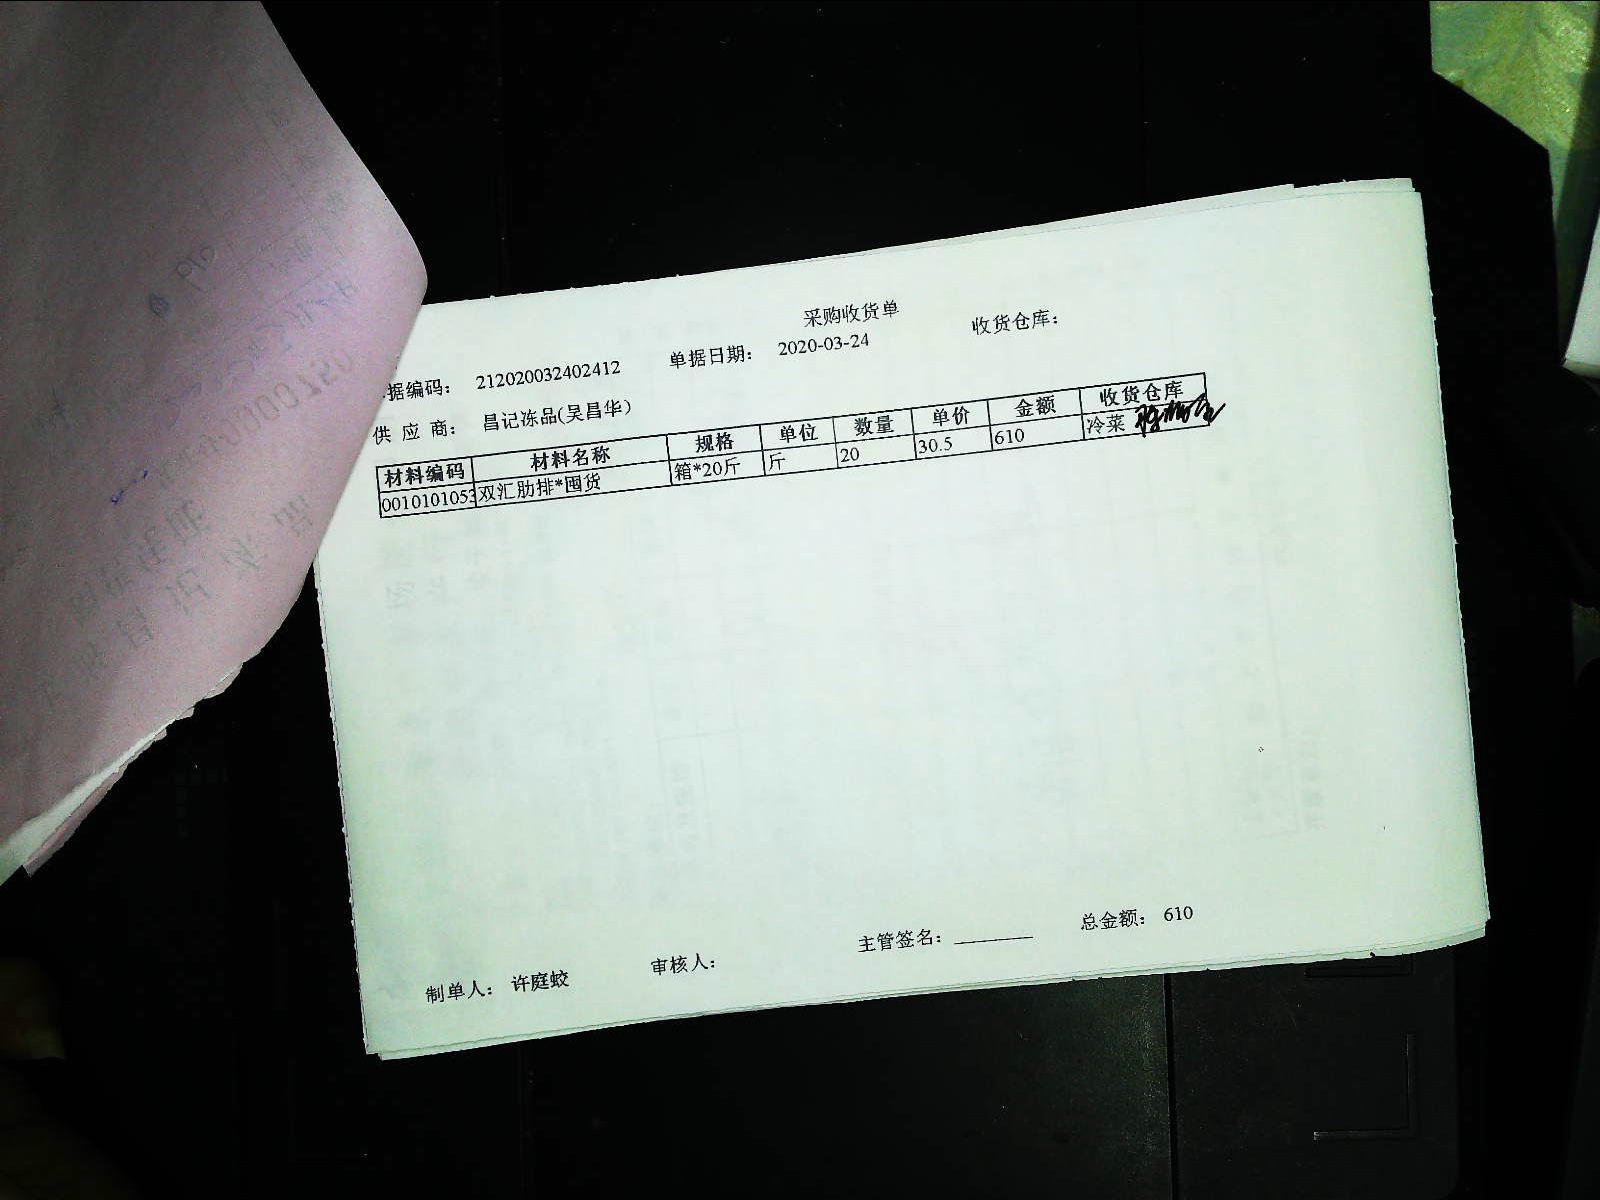 采购收货单
据编码： 212020032402412 单据日期： 2020-03-24 收货仓库：
供 应 商： 昌记冻品(吴昌华)
材料编码 材料名称 规格 单位 数量 单价 金额 收货仓库
0010101053 双汇肋排*囤货 箱*20斤 斤 20 30.5 610 冷菜
制单人： 许庭蛟 审核人： 主管签名： 总金额： 610